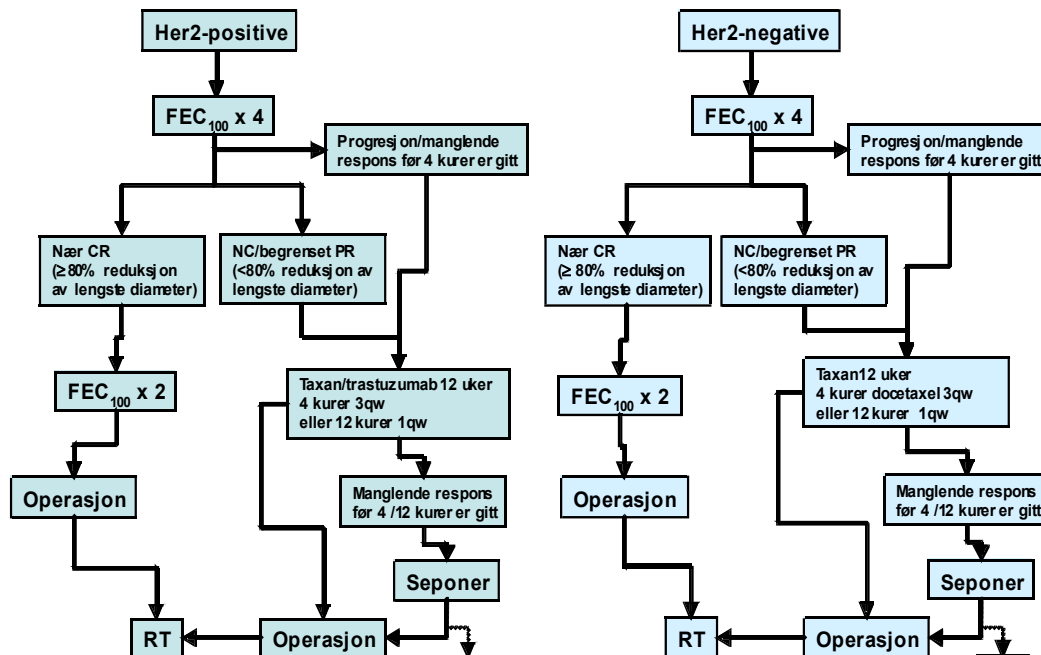 Her2-positive
FEC100 x 4
Progresjon/manglende
respons før 4 kurer er gitt
Nær CR
(≥80% reduksjon
av lengste diameter)
NC/begrenset PR
(<80% reduksjon av
lengste diameter)
FEC100 x 2
Taxan/trastuzumab 12 uker
4 kurer 3qw
eller 12 kurer 1qw
Operasjon
Manglende respons
før 4 /12 kurer er gitt
Seponer
RT
Operasjon
Her2-negative
FEC100 x 4
Progresjon/manglende
respons før 4 kurer er gitt
Nær CR
(≥ 80% reduksjon
av lengste diameter)
NC/begrenset PR
(<80% reduksjon av
lengste diameter)
FEC100 x 2
Taxan12 uker
4 kurer docetaxel 3qw
eller 12 kurer 1qw
Operasjon
Manglende respons
før 4 /12 kurer er gitt
Seponer
RT
Operasjon